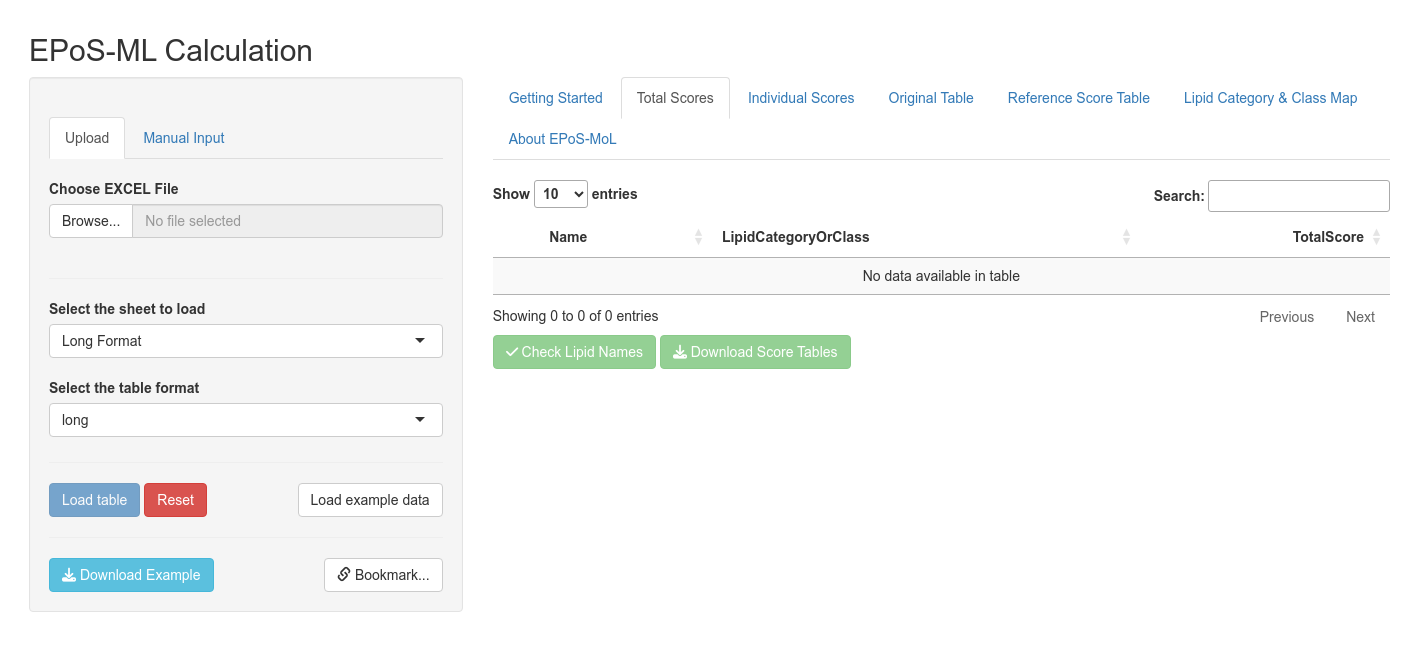 EPoS-ML Calculation
Upload
Manual Input
Choose EXCEL File
Browse...
No file selected
Select the sheet to load
Long Format
Select the table format
long
Load table
Reset
Load example data
Download Example
Bookmark...
Getting Started
Total Scores
Individual Scores
Original Table
Reference Score Table
Lipid Category & Class Map
About EPoS-MoL
Show 10 entries
Search:
Name
LipidCategoryOrClass
TotalScore
No data available in table
Showing 0 to 0 of 0 entries
Previous
Next
Check Lipid Names
Download Score Tables